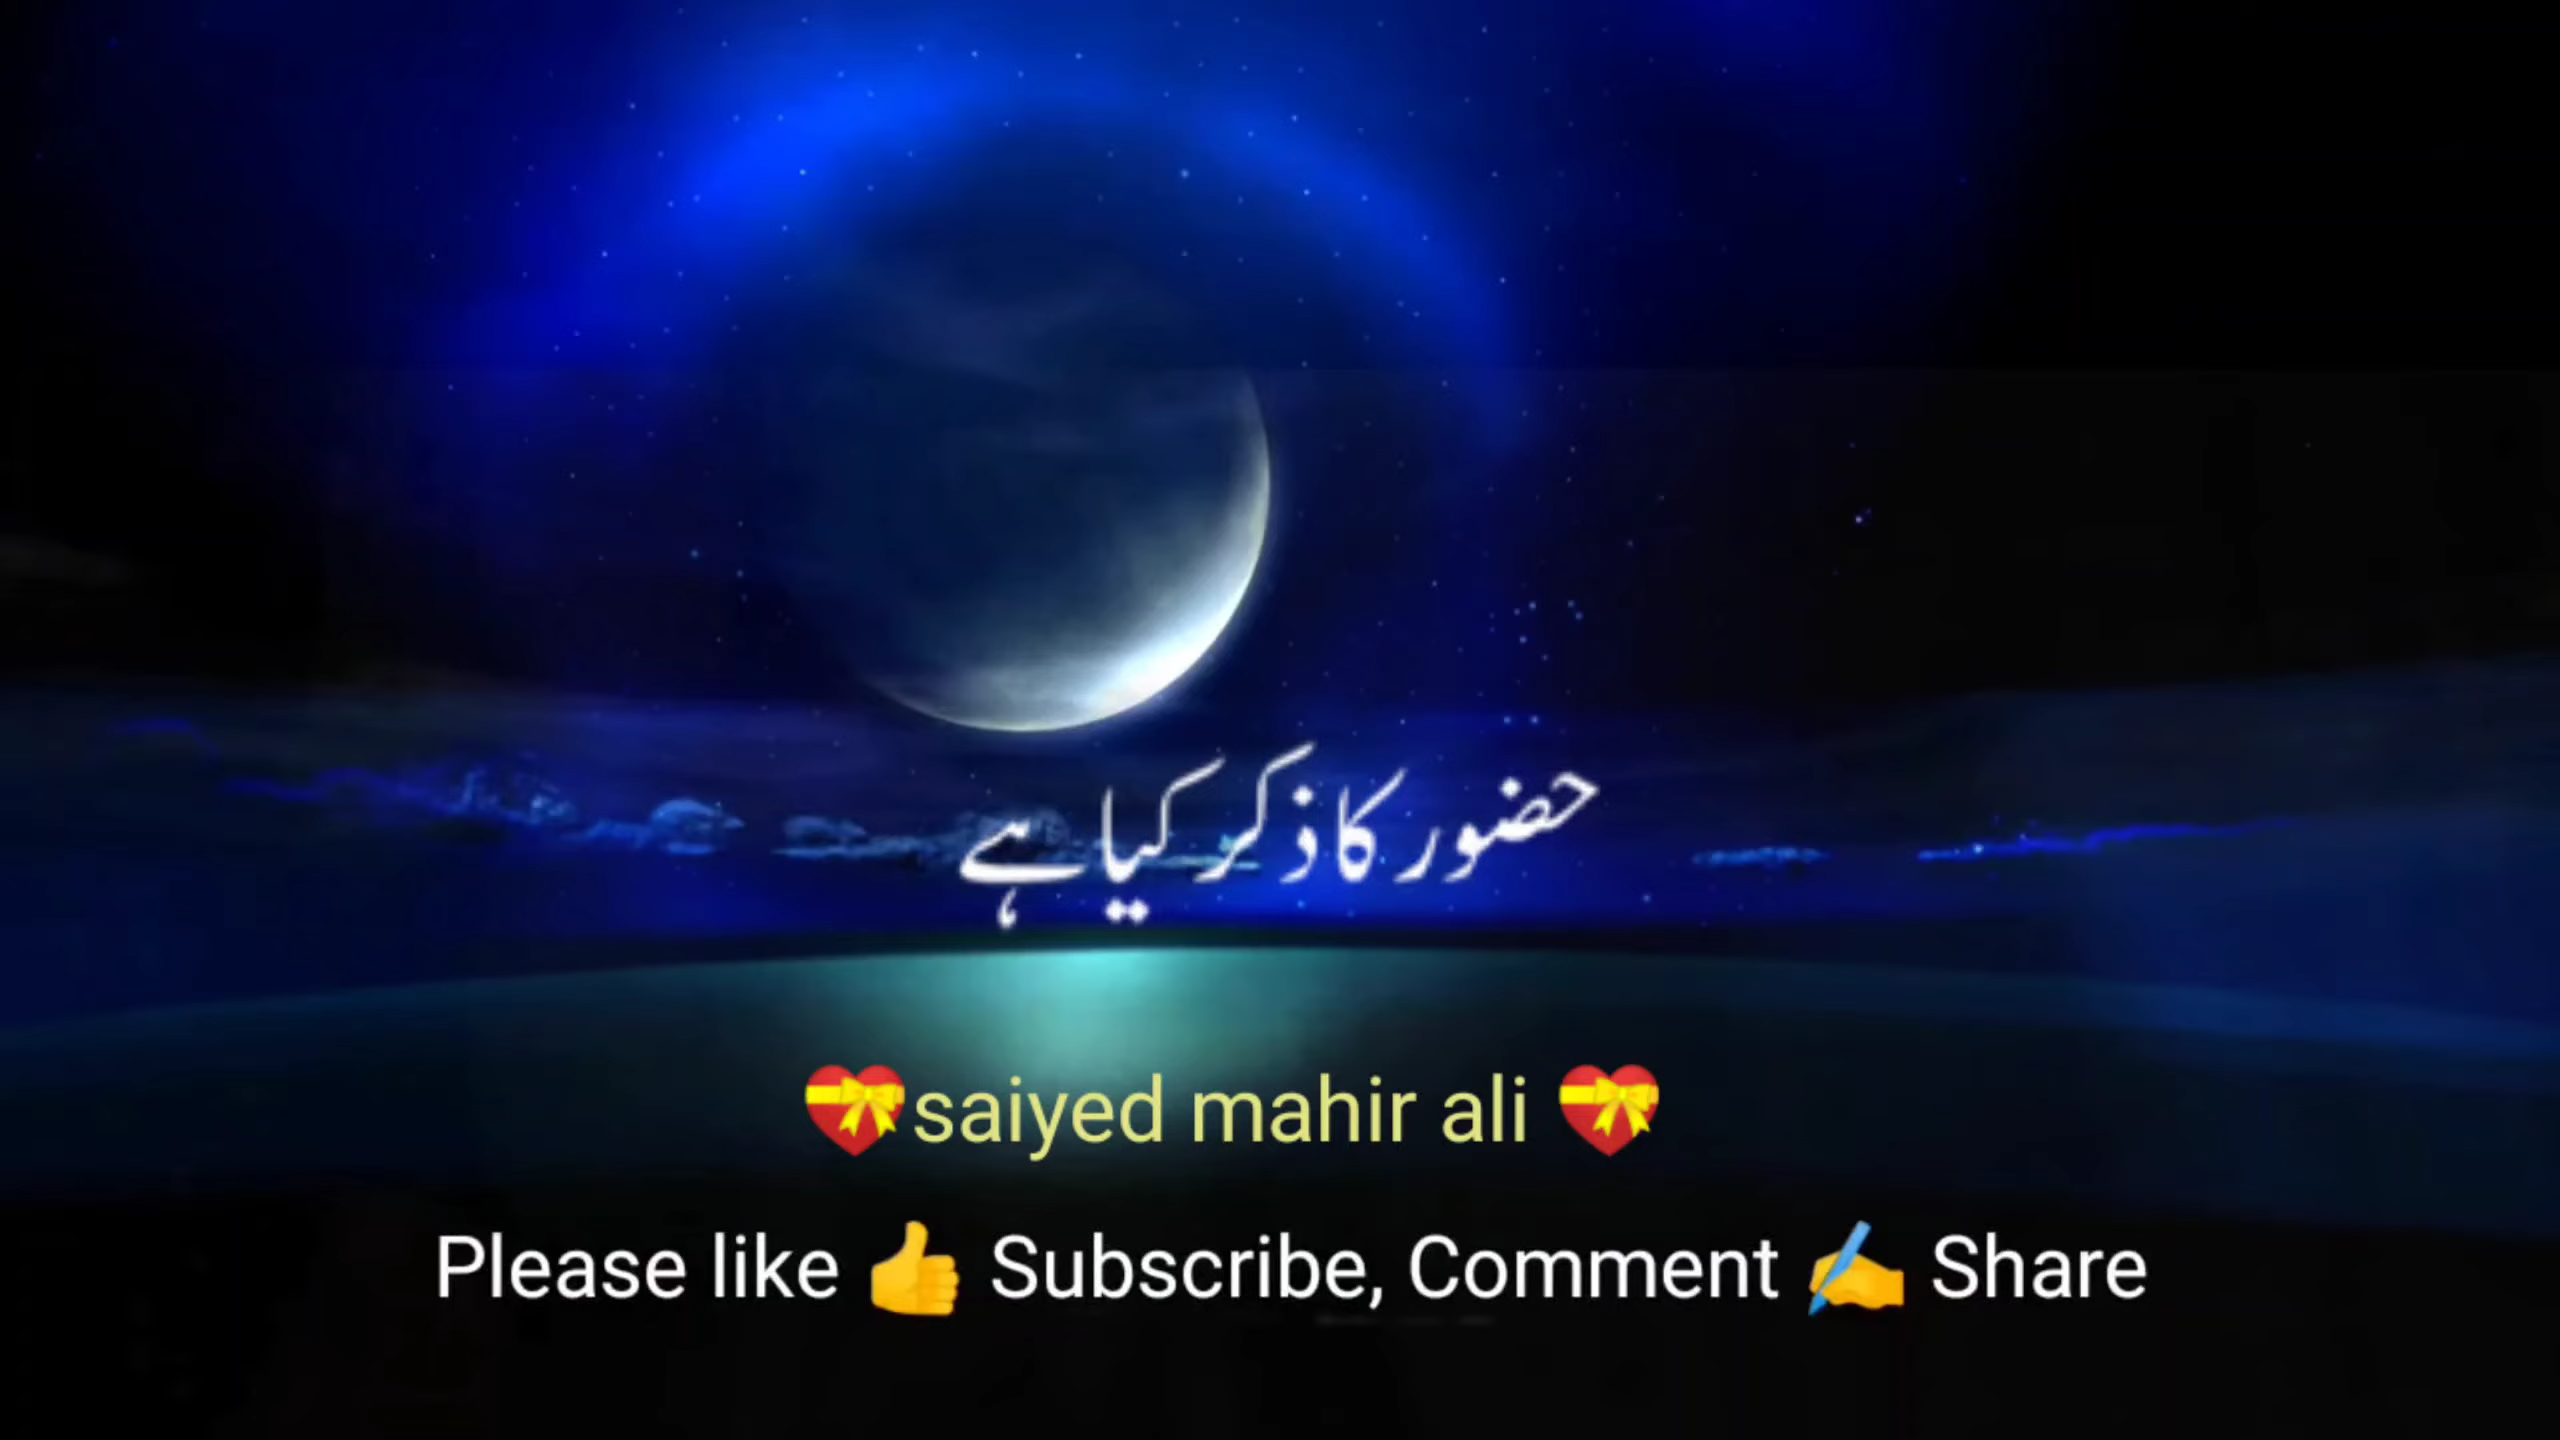 حضور کا ذکر کیا ہے
💝saiyed mahir ali 💝
Please like 👍 Subscribe, Comment ✍️ Share